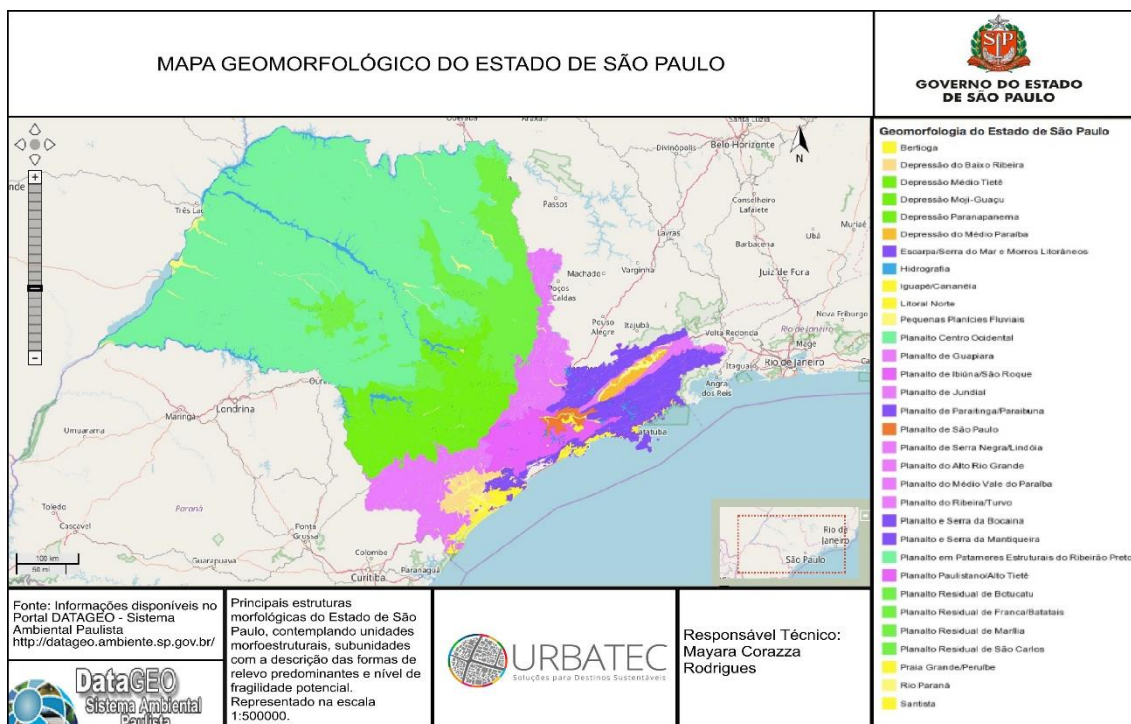 MAPA GEOMORFOLÓGICO DO ESTADO DE SÃO PAULO
GOVERNO DO ESTADO
DE SÃO PAULO
Geomorfologia do Estado de São Paulo
Bertioga
Depressão do Baixo Ribeira
Depressão Médio Tietê
Depressão Moji-Guaçu
Depressão Paranapanema
Depressão do Médio Paraíba
Escarpa/Serra do Mar e Morros Litorâneos
Hidrografia
Iguapé/Cananéia
Litoral Norte
Pequenas Planícies Fluviais
Planalto Centro Ocidental
Planalto de Guapiara
Planalto de Ibiúna/São Roque
Planalto de Jundiaí
Planalto de Paraitinga/Paraibuna
Planalto de São Paulo
Planalto de Serra Negra/Lindóia
Planalto do Alto Rio Grande
Planalto do Médio Vale do Paraíba
Planalto do Ribeira/Turvo
Planalto e Serra da Bocaina
Planalto e Serra da Mantiqueira
Planalto em Patameres Estruturais do Ribeirão Preto
Planalto Paulistano/Alto Tietê
Planalto Residual de Botucatu
Planalto Residual de Franca/Batatais
Planalto Residual de Marília
Planalto Residual de São Carlos
Praia Grande/Peruíbe
Rio Paraná
Santista
N
Divinópolis
Belo Horizonte
Passos
Conselheiro
Lafaiete
Ubá
Muriaé
Três La
Lavras
Barbacena
Machado
Varginha
Juiz de Fora
Poços
Caldas
Pouso
Alegre
Itajubá
Nova Friburgo
Volta Redonda
Rio de Janeiro
Mage
Itaguaí
Rio de Janeiro
Angra
dos Reis
Ouri
Londrina
Maringá
Umuarama
Toledo
Cascavel
Paraná
Ponta
Grossa
Guarapuava
Colombo
Curitiba
Paranaguá
100 km
50 mi
Rio de
Janeiro
São Paulo
Fonte: Informações disponíveis no
Portal DATAGEO - Sistema
Ambiental Paulista
http://datageo.ambiente.sp.gov.br/
DataGEO
Sistema Ambiental
Paulista
Principais estruturas
morfológicas do Estado de São
Paulo, contemplando unidades
morfoestruturais, subunidades
com a descrição das formas de
relevo predominantes e nível de
fragilidade potencial.
Representado na escala
1:500000.
URBATEC
Soluções para Destinos Sustentáveis
Responsável Técnico:
Mayara Corazza
Rodrigues